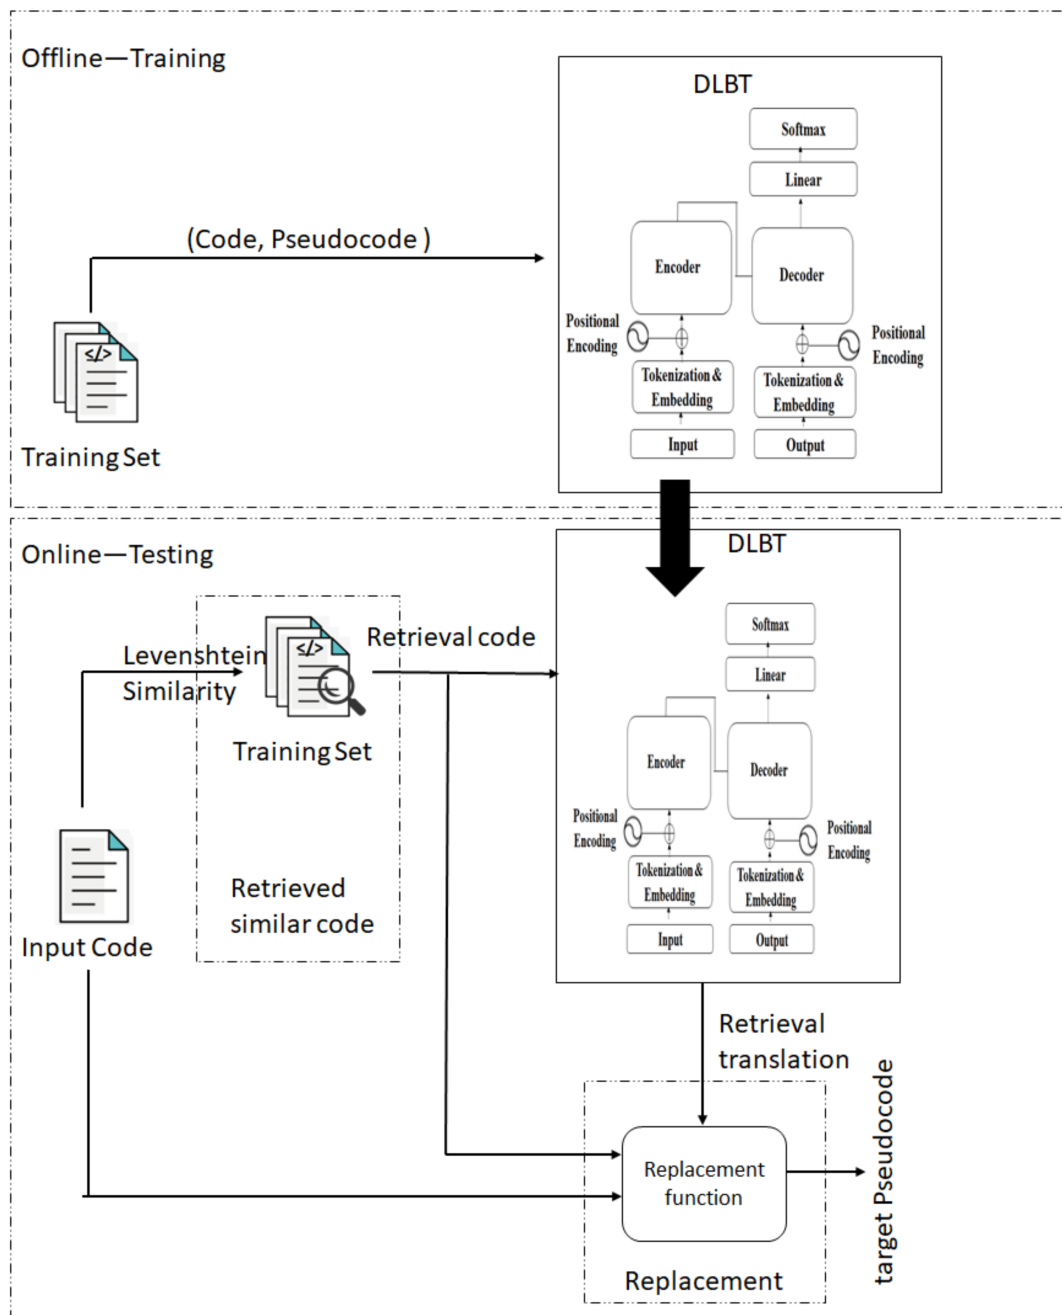 Offline—Training
DLBT
Softmax
Linear
(Code, Pseudocode )
Encoder
Decoder
Positional
Encoding
Positional
Encoding
</>
Tokenization &
Embedding
Tokenization &
Embedding
Training Set
Input
Output
Online—Testing
DLBT
Softmax
Linear
Levenshtein
Similarity
</>
Retrieval code
Training Set
Encoder
Decoder
Positional
Encoding
Positional
Encoding
Tokenization &
Embedding
Tokenization &
Embedding
Retrieved
similar code
Input Code
Input
Output
Retrieval
translation
Replacement
function
target Pseudocode
Replacement